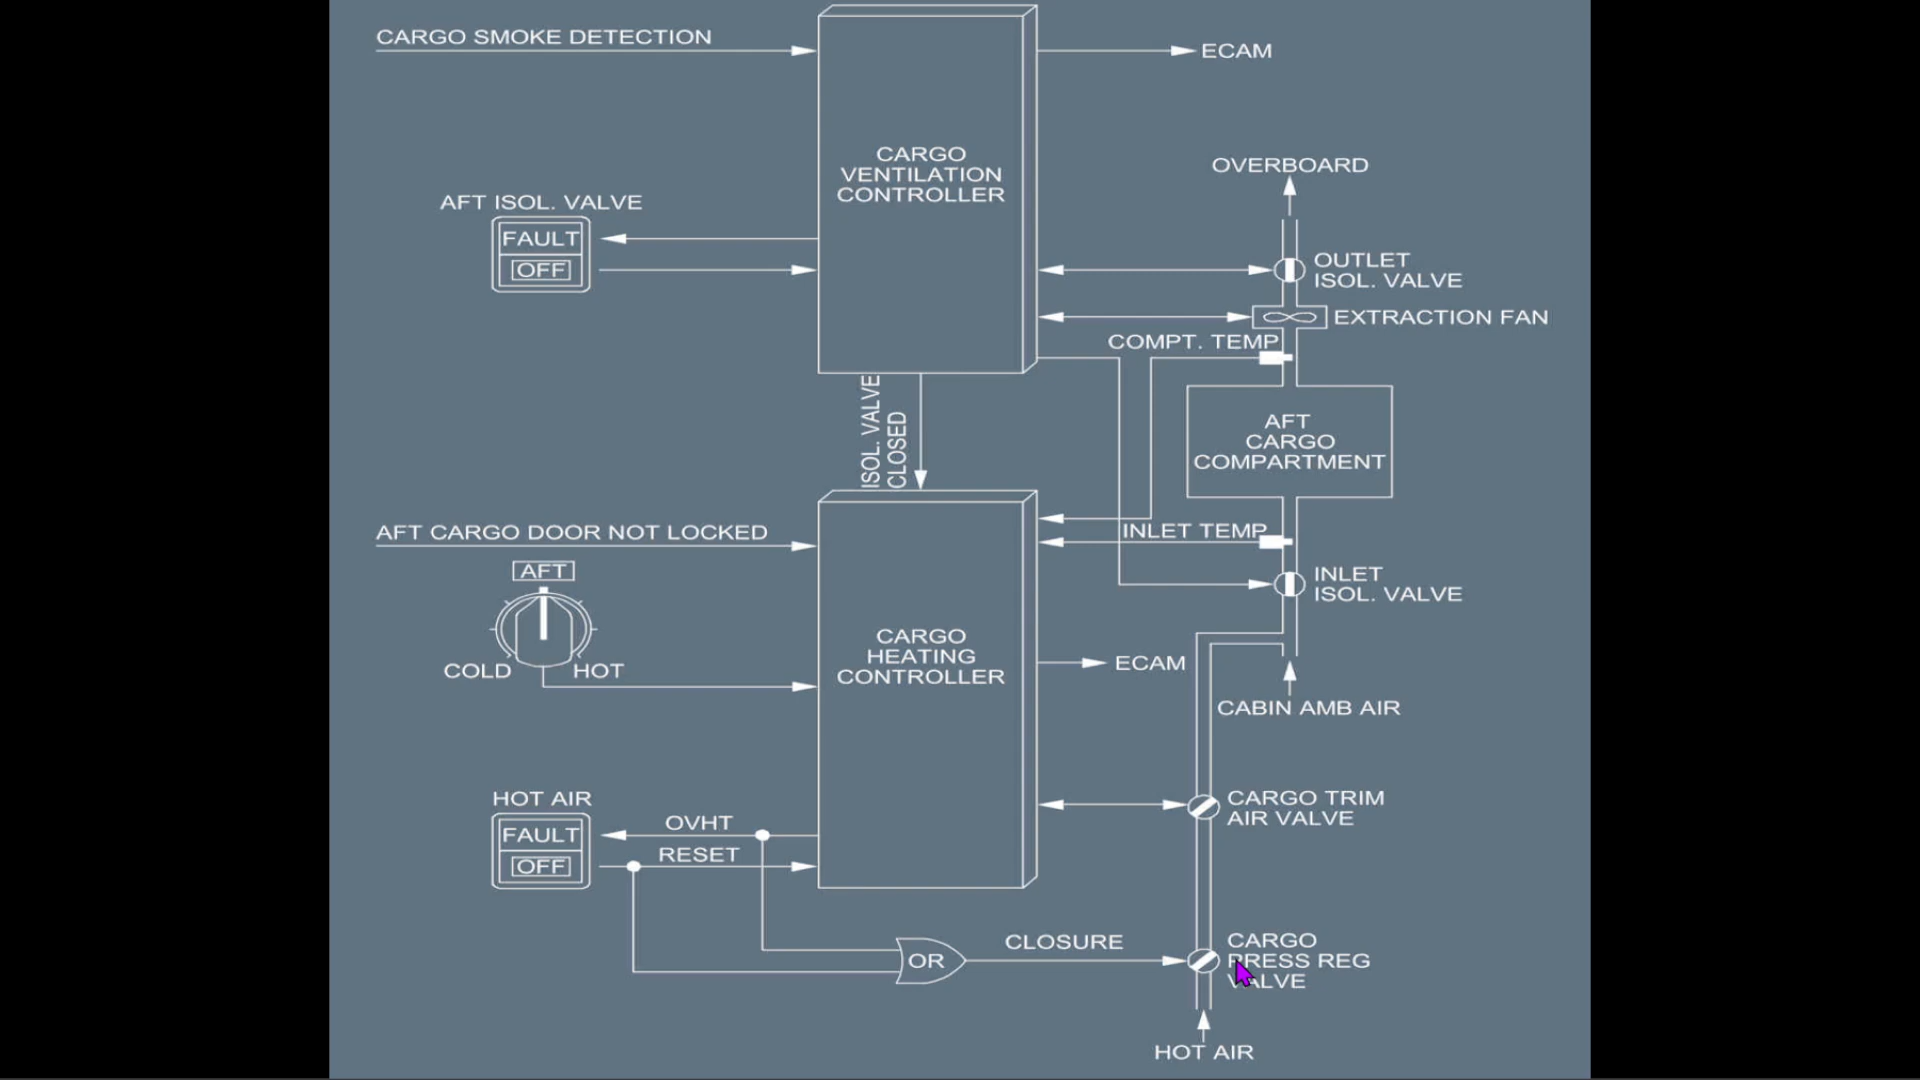 CARGO SMOKE DETECTION
ECAM
CARGO
VENTILATION
CONTROLLER
OVERBOARD
AFT ISOL. VALVE
FAULT
OFF
OUTLET
ISOL. VALVE
EXTRACTION FAN
COMPT. TEMP
ISOL. VALVE
CLOSED
AFT
CARGO
COMPARTMENT
AFT CARGO DOOR NOT LOCKED
INLET TEMP
AFT
INLET
ISOL. VALVE
COLD
HOT
CARGO
HEATING
CONTROLLER
ECAM
CABIN AMB AIR
HOT AIR
FAULT
OFF
OVHT
RESET
CARGO TRIM
AIR VALVE
OR
CLOSURE
CARGO
PRESS REG
VALVE
HOT AIR